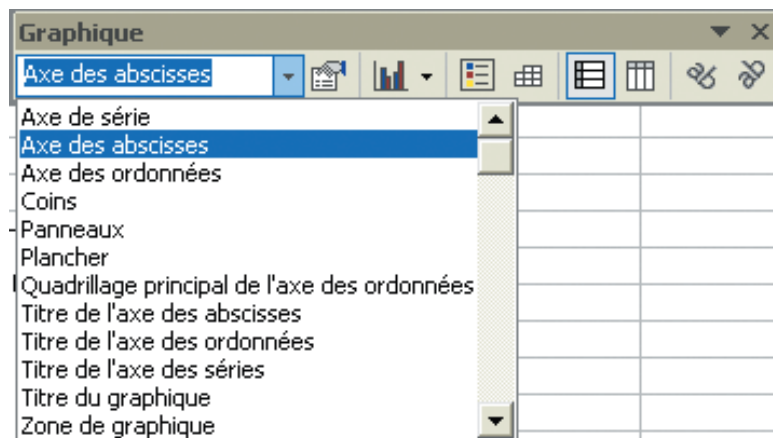 Graphique
Axe des abscisses
Axe de série
Axe des abscisses
Axe des ordonnées
Coins
Panneaux
Plancher
Quadrillage principal de l'axe des ordonnées
Titre de l'axe des abscisses
Titre de l'axe des ordonnées
Titre de l'axe des séries
Titre du graphique
Zone de graphique